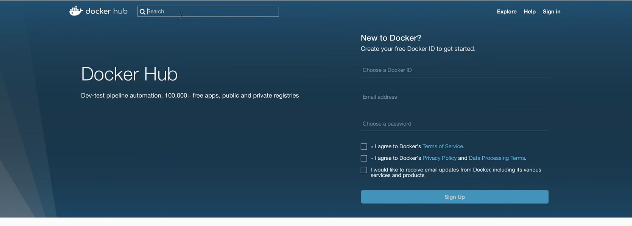 docker hub
Search
Explore Help Sign in
New to Docker?
Create your free Docker ID to get started.
Choose a Docker ID
Docker Hub
Dev-test pipeline automation, 100,000+ free apps, public and private registries
Email address
Choose a password
I agree to Docker's Terms of Service.
I agree to Docker's Privacy Policy and Data Processing Terms.
I would like to receive email updates from Docker, including its various
services and products
Sign Up